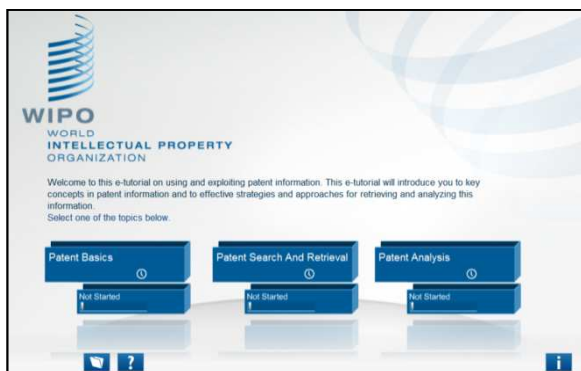 WIPO
WORLD
INTELLECTUAL PROPERTY
ORGANIZATION
Welcome to this e-tutorial on using and exploiting patent information. This e-tutorial will introduce you to key
concepts in patent information and to effective strategies and approaches for retrieving and analyzing this
information.
Select one of the topics below.
Patent Basics
Patent Search And Retrieval
Patent Analysis
Not Started
Not Started
Not Started
?
i